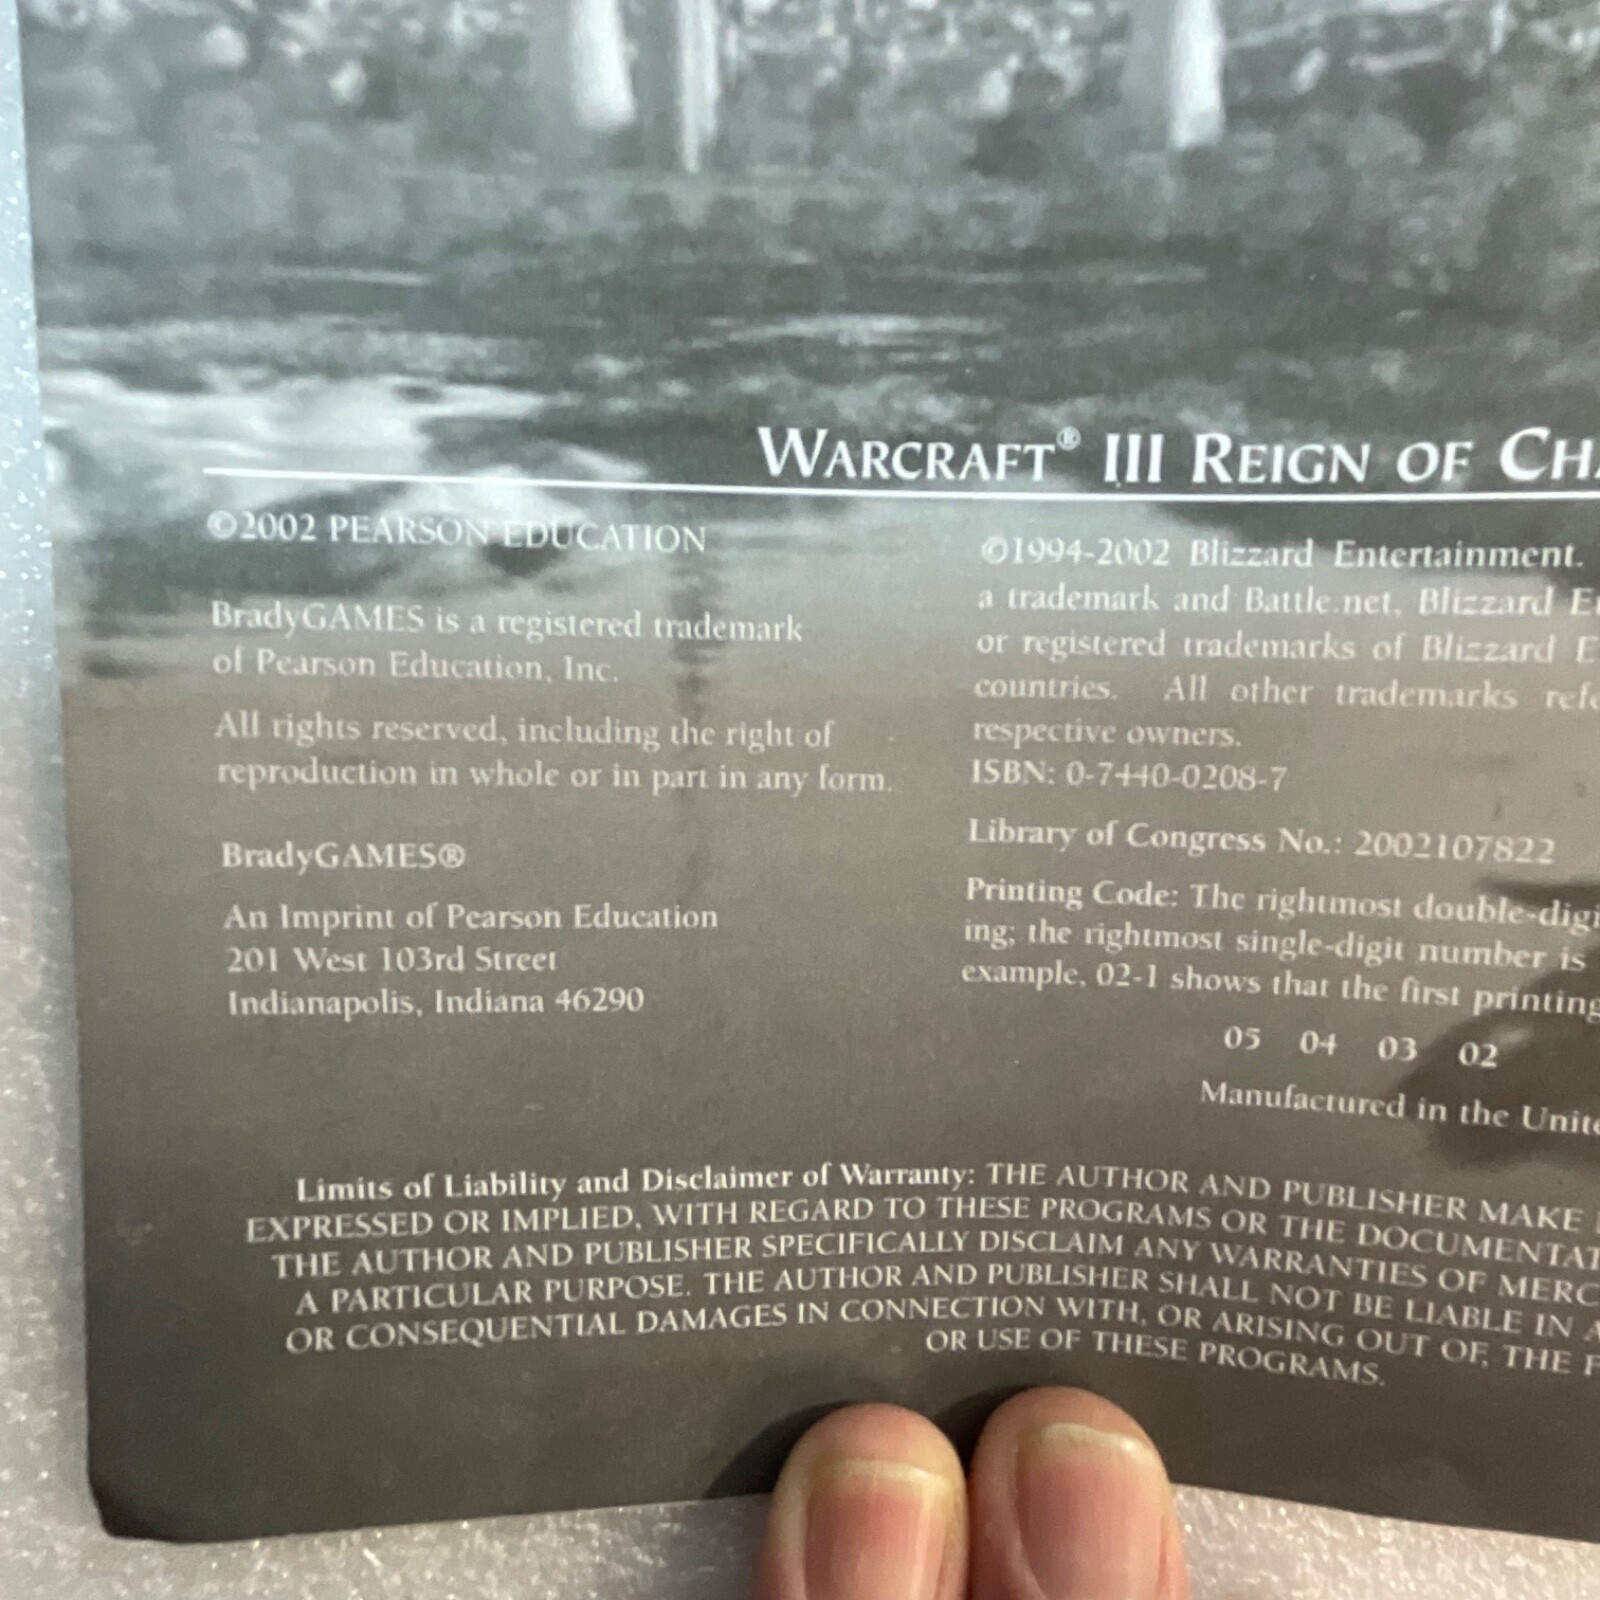 WARCRAFT® III REIGN OF
©2002 PEARSON EDUCATION
BradyGAMES is a registered trademark
of Pearson Education, Inc.
All rights reserved, including the right of
reproduction in whole or in part in any form.
BradyGAMES®
An Imprint of Pearson Education
201 West 103rd Street
Indianapolis, Indiana 46290
©1994-2002 Blizzard Entertainment.
a trademark and Battle.net, Blizzard
or registered trademarks of Blizzard
countries. All other trademarks
respective owners.
ISBN: 0-7440-0208-7
Library of Congress No.: 2002107822
Printing Code: The rightmost
ing; the rightmost single-digit number is
example, 02-1 shows that the first printing
05 04 03 02
Manufactured in the
Limits of Liability and Disclaimer of Warranty: THE AUTHOR AND PUBLISHER MAKE
EXPRESSED OR IMPLIED, WITH REGARD TO THESE PROGRAMS OR THE
THE AUTHOR AND PUBLISHER SPECIFICALLY DISCLAIM ANY WARRANTIES OF
A PARTICULAR PURPOSE. THE AUTHOR AND PUBLISHER SHALL NOT BE LIABLE IN
OR CONSEQUENTIAL DAMAGES IN CONNECTION WITH, OR ARISING OUT OF, THE
OR USE OF THESE PROGRAMS.